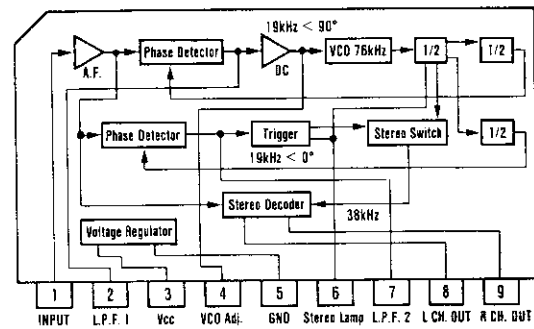 19kHz < 90°
Phase Detector
VCO 76kHz
1/2
1/2
A.F.
DC
Phase Detector
Trigger
Stereo Switch
1/2
19kHz < 0°
Stereo Decoder
38kHz
Voltage Regulator
1 2 3 4 5 6 7 8 9
INPUT L.P.F. 1 Vcc VCO Adj. GND Stereo Lamp L.P.F. 2 L CH. OUT R CH. OUT